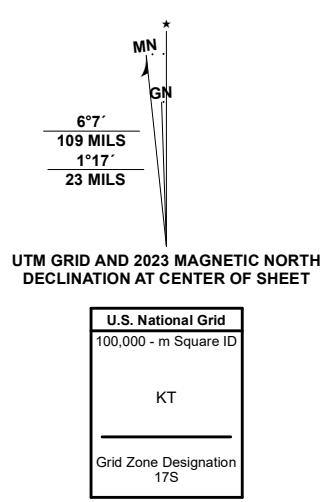 ★
MN
GN
6°7´
109 MILS
1°17´
23 MILS
UTM GRID AND 2023 MAGNETIC NORTH
DECLINATION AT CENTER OF SHEET
U.S. National Grid
100,000 - m Square ID
KT
Grid Zone Designation
17S